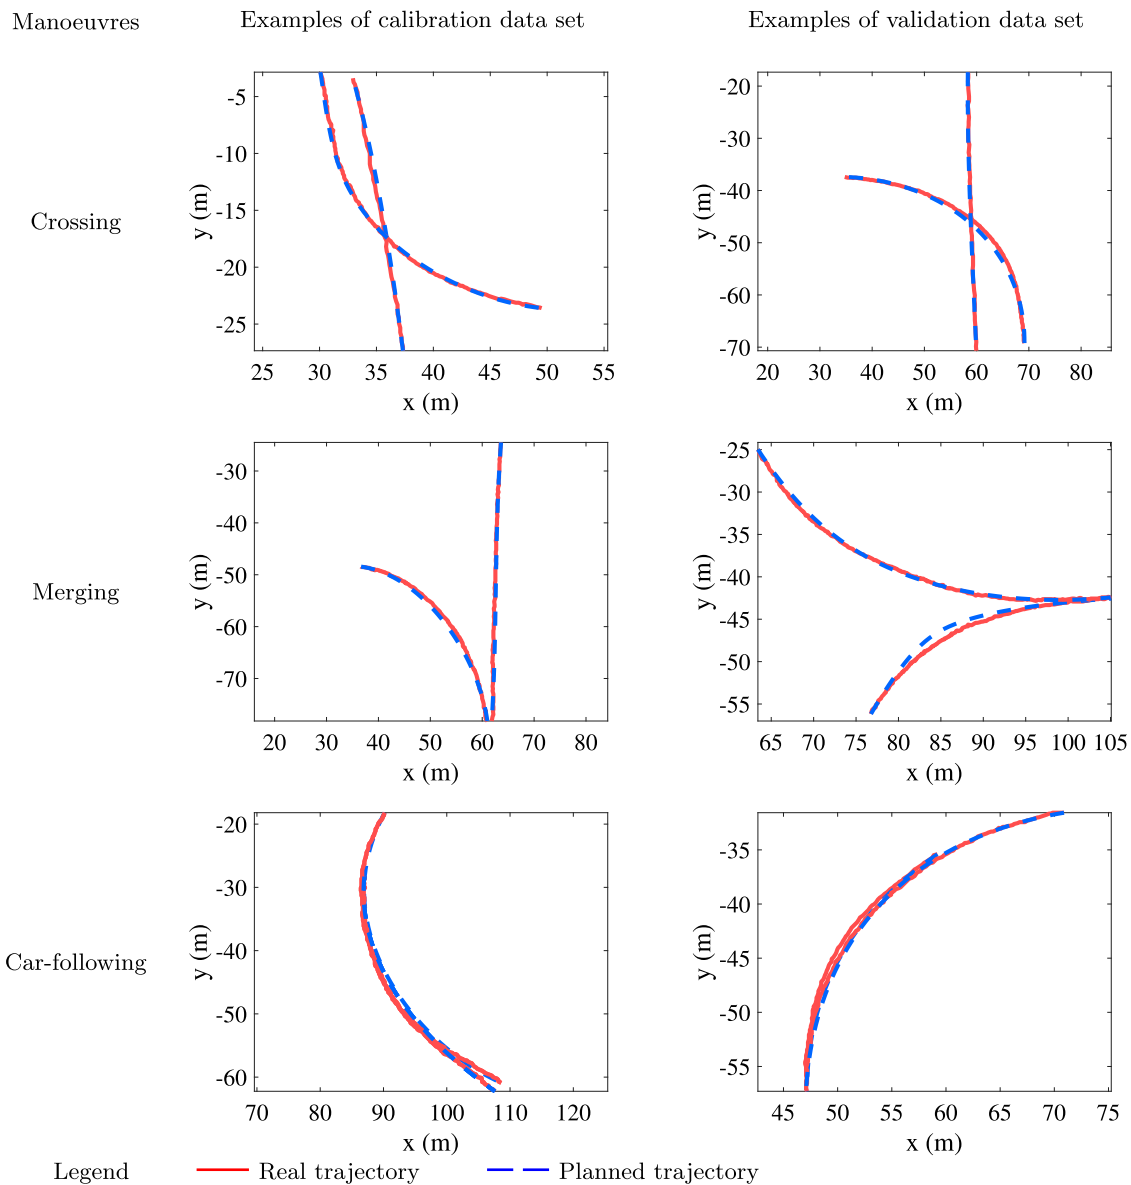 Manoeuvres
Examples of calibration data set
Examples of validation data set
Crossing
y (m)
-5
-10
-15
-20
-25
25 30 35 40 45 50 55
x (m)
y (m)
-20
-30
-40
-50
-60
-70
20 30 40 50 60 70 80
x (m)
Merging
y (m)
-30
-40
-50
-60
-70
20 30 40 50 60 70 80
x (m)
y (m)
-25
-30
-35
-40
-45
-50
-55
65 70 75 80 85 90 95 100 105
x (m)
Car-following
y (m)
-20
-30
-40
-50
-60
70 80 90 100 110 120
x (m)
y (m)
-35
-40
-45
-50
-55
45 50 55 60 65 70 75
x (m)
Legend
Real trajectory
Planned trajectory